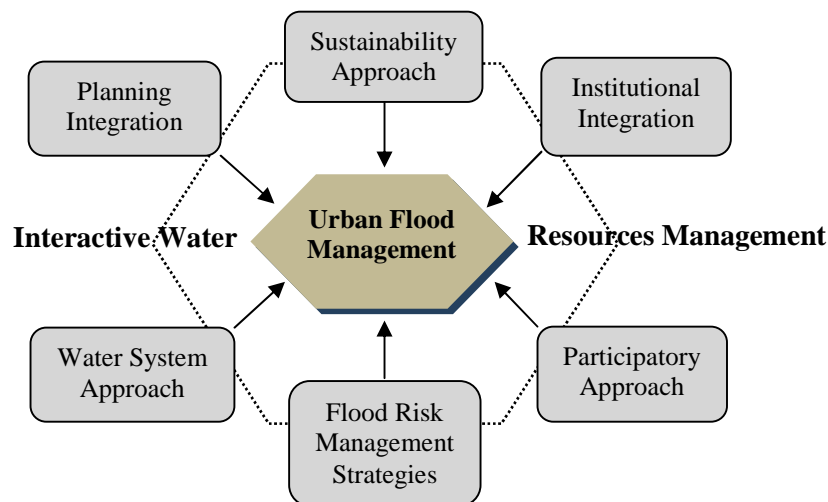 Sustainability
Approach
Planning
Integration
Institutional
Integration
Urban Flood
Management
Interactive Water
Resources Management
Water System
Approach
Flood Risk
Management
Strategies
Participatory
Approach